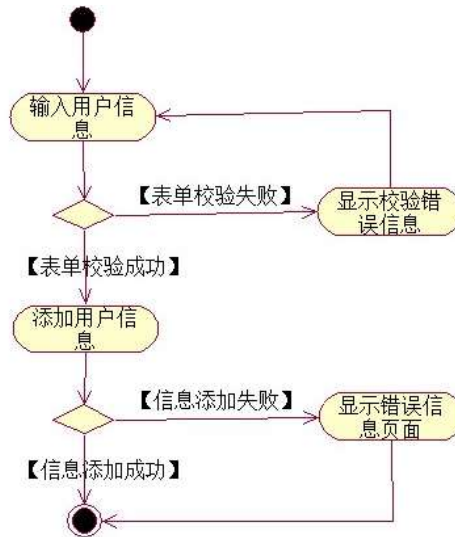 输入用户信
息
【表单校验失败】
显示校验错
误信息
【表单校验成功】
添加用户信
息
【信息添加失败】
显示错误信
息页面
【信息添加成功】